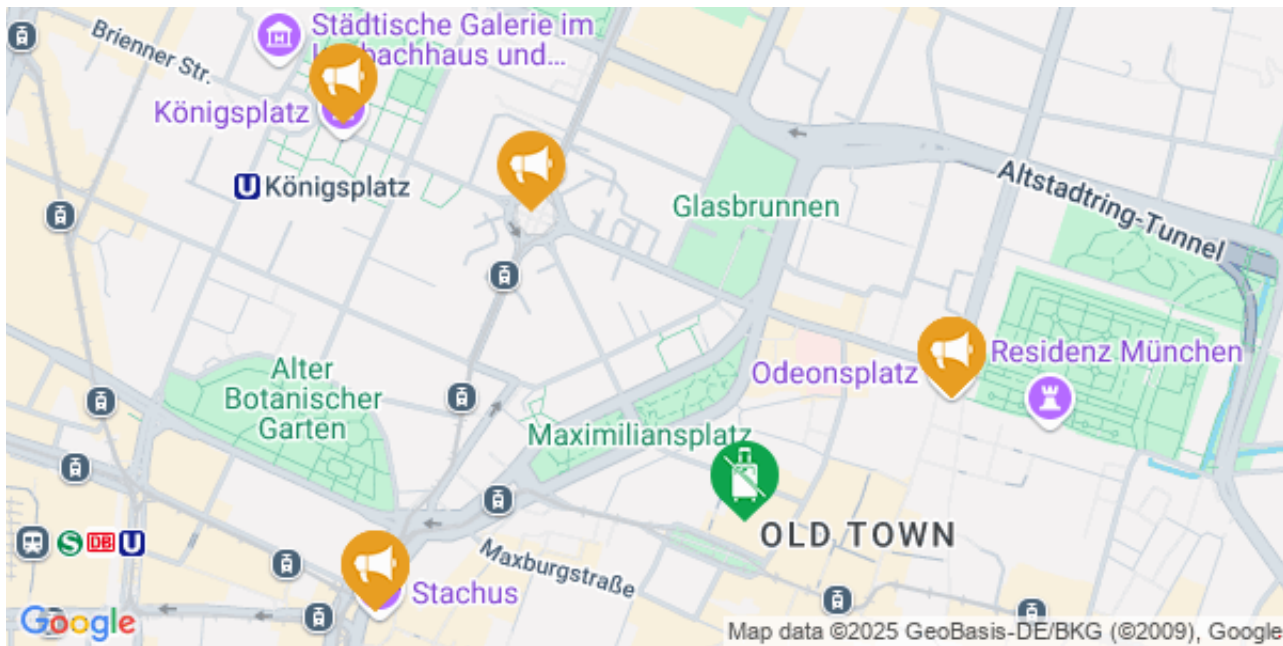 Brienner Str.
Städtische Galerie im
bachhaus und...
Königsplatz
U Königsplatz
Glasbrunnen
Altstadtring-Tunnel
Odeonsplatz
Residenz München
Alter
Botanischer
Garten
Maximiliansplatz
OLD TOWN
S DB U
Maxburgstraße
Stachus
Google
Map data ©2025 GeoBasis-DE/BKG (©2009), Google